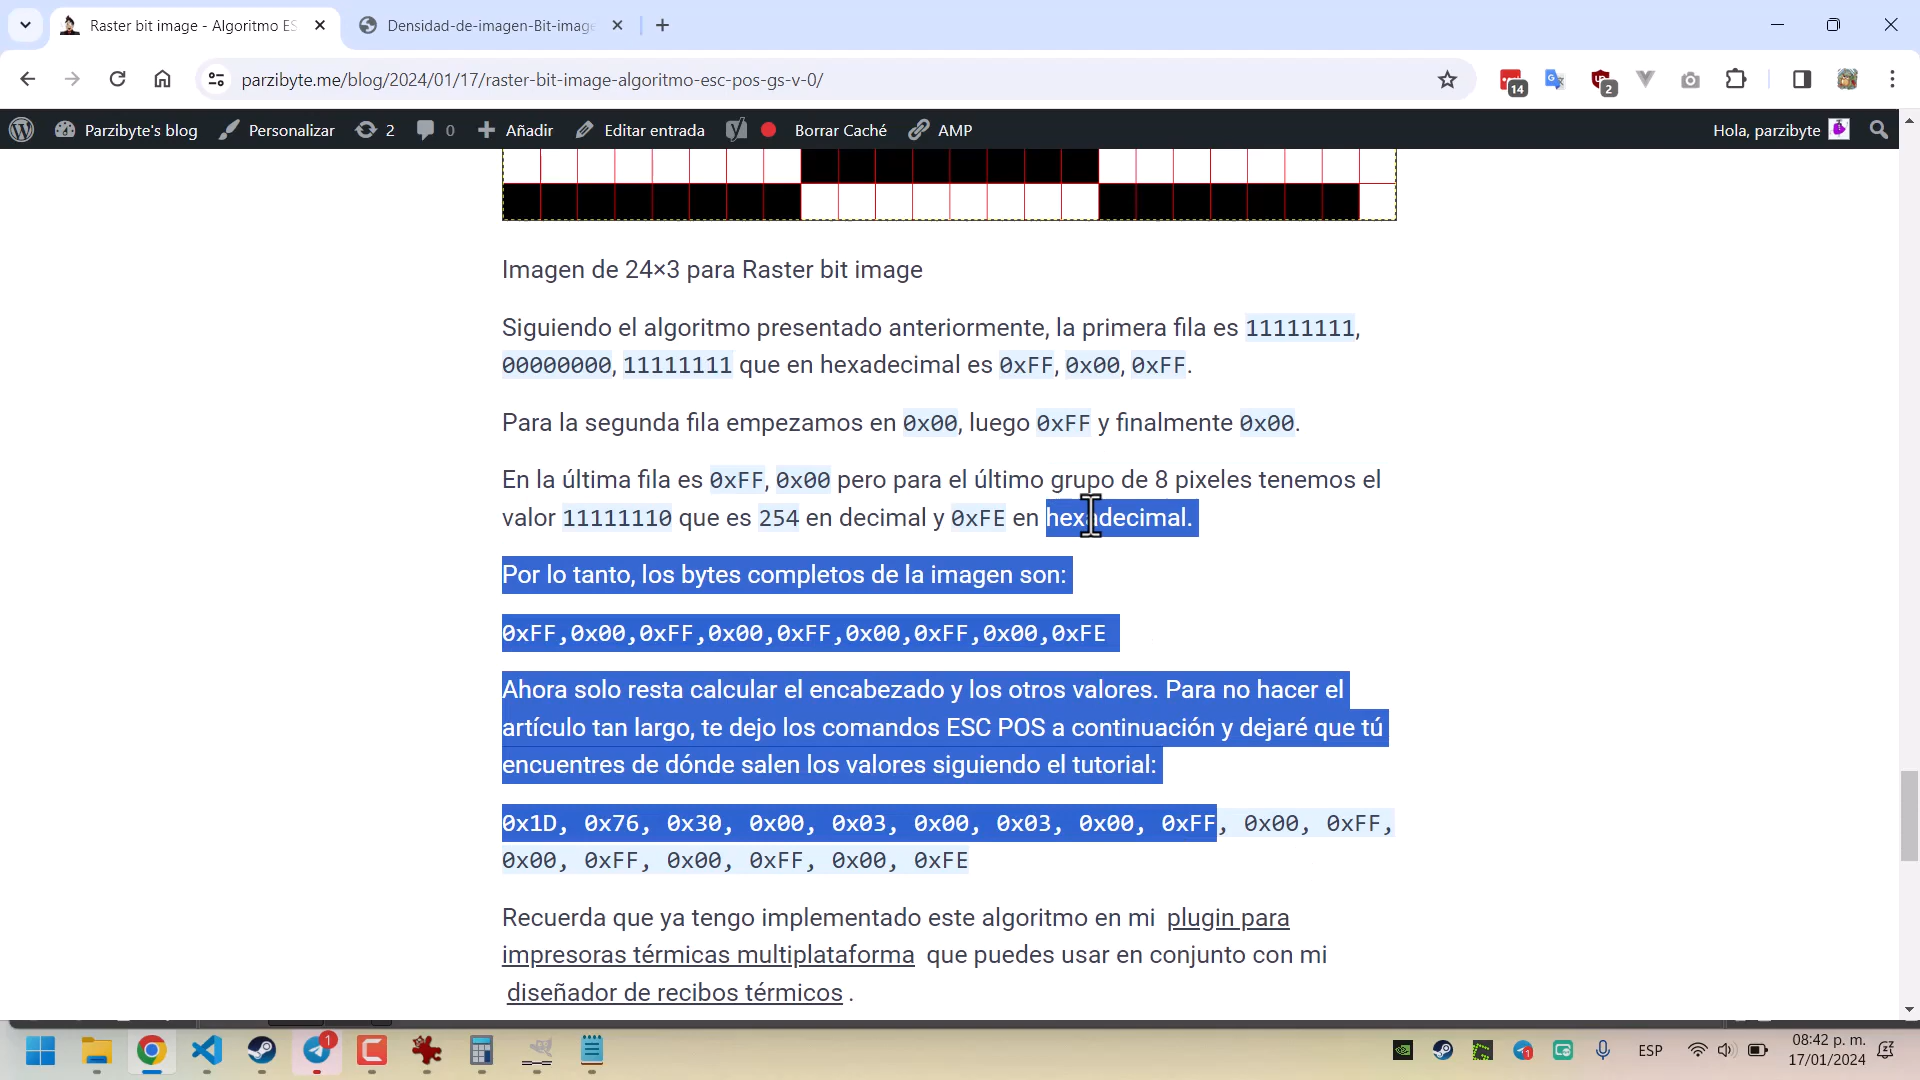 Raster bit image - Algoritmo ES
Densidad-de-imagen-Bit-image
parzibyte.me/blog/2024/01/17/raster-bit-image-algoritmo-esc-pos-gs-v-0/
14
2
Parzibyte's blog
Personalizar
2
0
Añadir
Editar entrada
Borrar Caché
AMP
Hola, parzibyte
Imagen de 24×3 para Raster bit image
Siguiendo el algoritmo presentado anteriormente, la primera fila es 11111111,
00000000, 11111111 que en hexadecimal es 0xFF, 0x00, 0xFF.
Para la segunda fila empezamos en 0x00, luego 0xFF y finalmente 0x00.
En la última fila es 0xFF, 0x00 pero para el último grupo de 8 pixeles tenemos el
valor 11111110 que es 254 en decimal y 0xFE en hexadecimal.
Por lo tanto, los bytes completos de la imagen son:
0xFF,0x00,0xFF,0x00,0xFF,0x00,0xFF,0x00,0xFE
Ahora solo resta calcular el encabezado y los otros valores. Para no hacer el
artículo tan largo, te dejo los comandos ESC POS a continuación y dejaré que tú
encuentres de dónde salen los valores siguiendo el tutorial:
0x1D, 0x76, 0x30, 0x00, 0x03, 0x00, 0x03, 0x00, 0xFF, 0x00, 0xFF,
0x00, 0xFF, 0x00, 0xFF, 0x00, 0xFE
Recuerda que ya tengo implementado este algoritmo en mi plugin para
impresoras térmicas multiplataforma que puedes usar en conjunto con mi
diseñador de recibos térmicos .
1
1
ESP
08:42 p. m.
17/01/2024